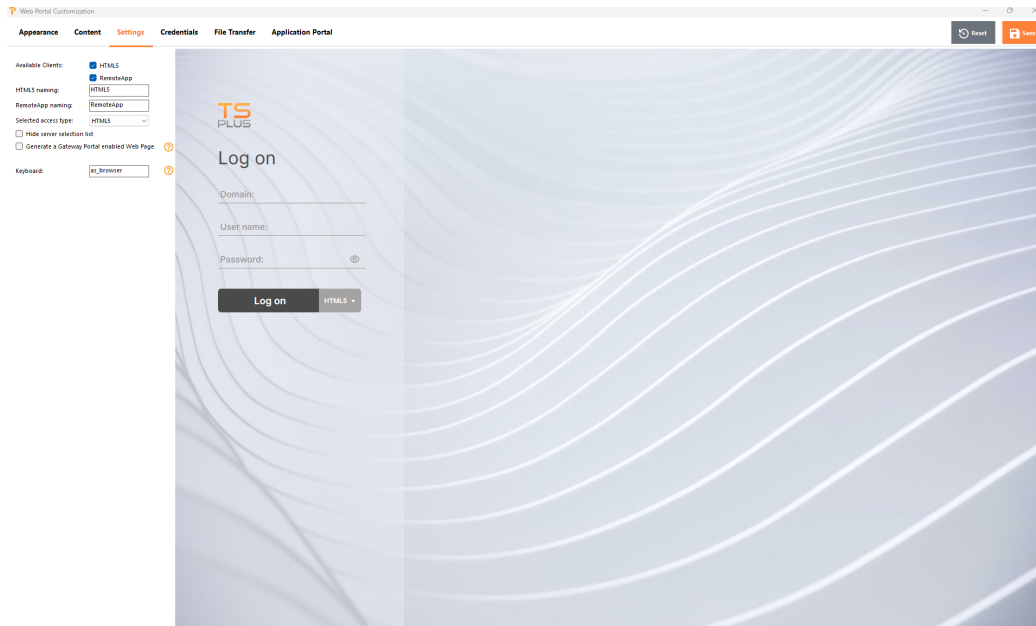 Web Portal Customization
Appearance Content Settings Credentials File Transfer Application Portal Reset Save
Available Clients: HTML5
RemoteApp
HTML5 naming: HTML5
RemoteApp naming: RemoteApp
Selected access type: HTML5
Hide server selection list
Generate a Gateway Portal enabled Web Page ?
Keyboard: as_browser ?
TS
PLUS
Log on
Domain:
User name:
Password:
Log on HTML5